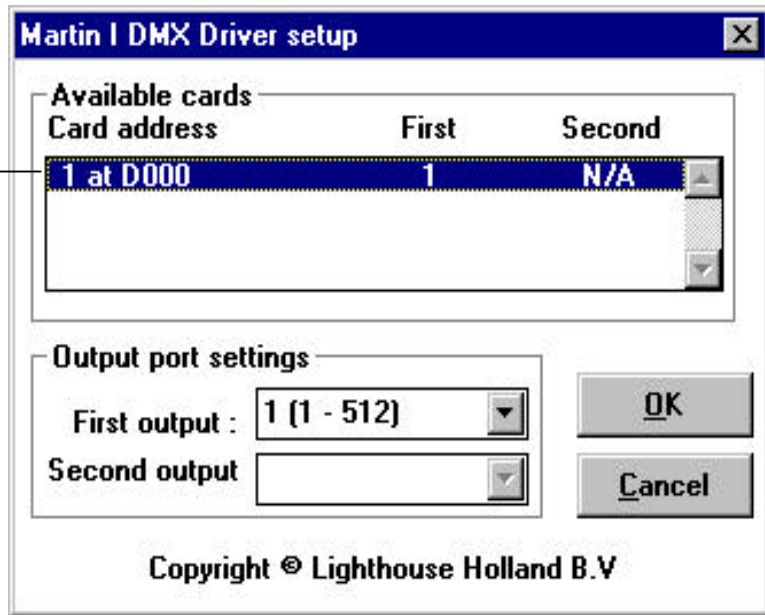 Martin I DMX Driver setup
Available cards
Card address First Second
1 at D000 1 N/A
Output port settings
First output : 1 (1 - 512)
Second output
OK
Cancel
Copyright © Lighthouse Holland B.V